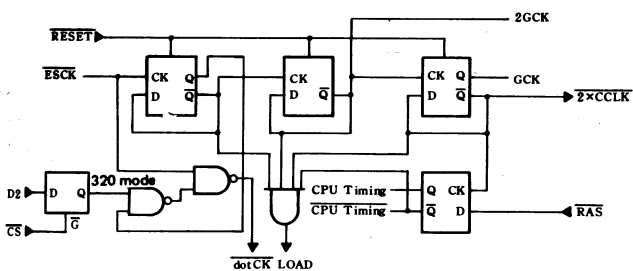 2GCK
RESET
ESCK
CK Q
D Q
CK
D Q
CK Q
D Q
GCK
2×CCLK
320 mode
D2
D Q
G
CS
CPU Timing
CPU Timing
Q CK
Q D
RAS
dotCK LOAD